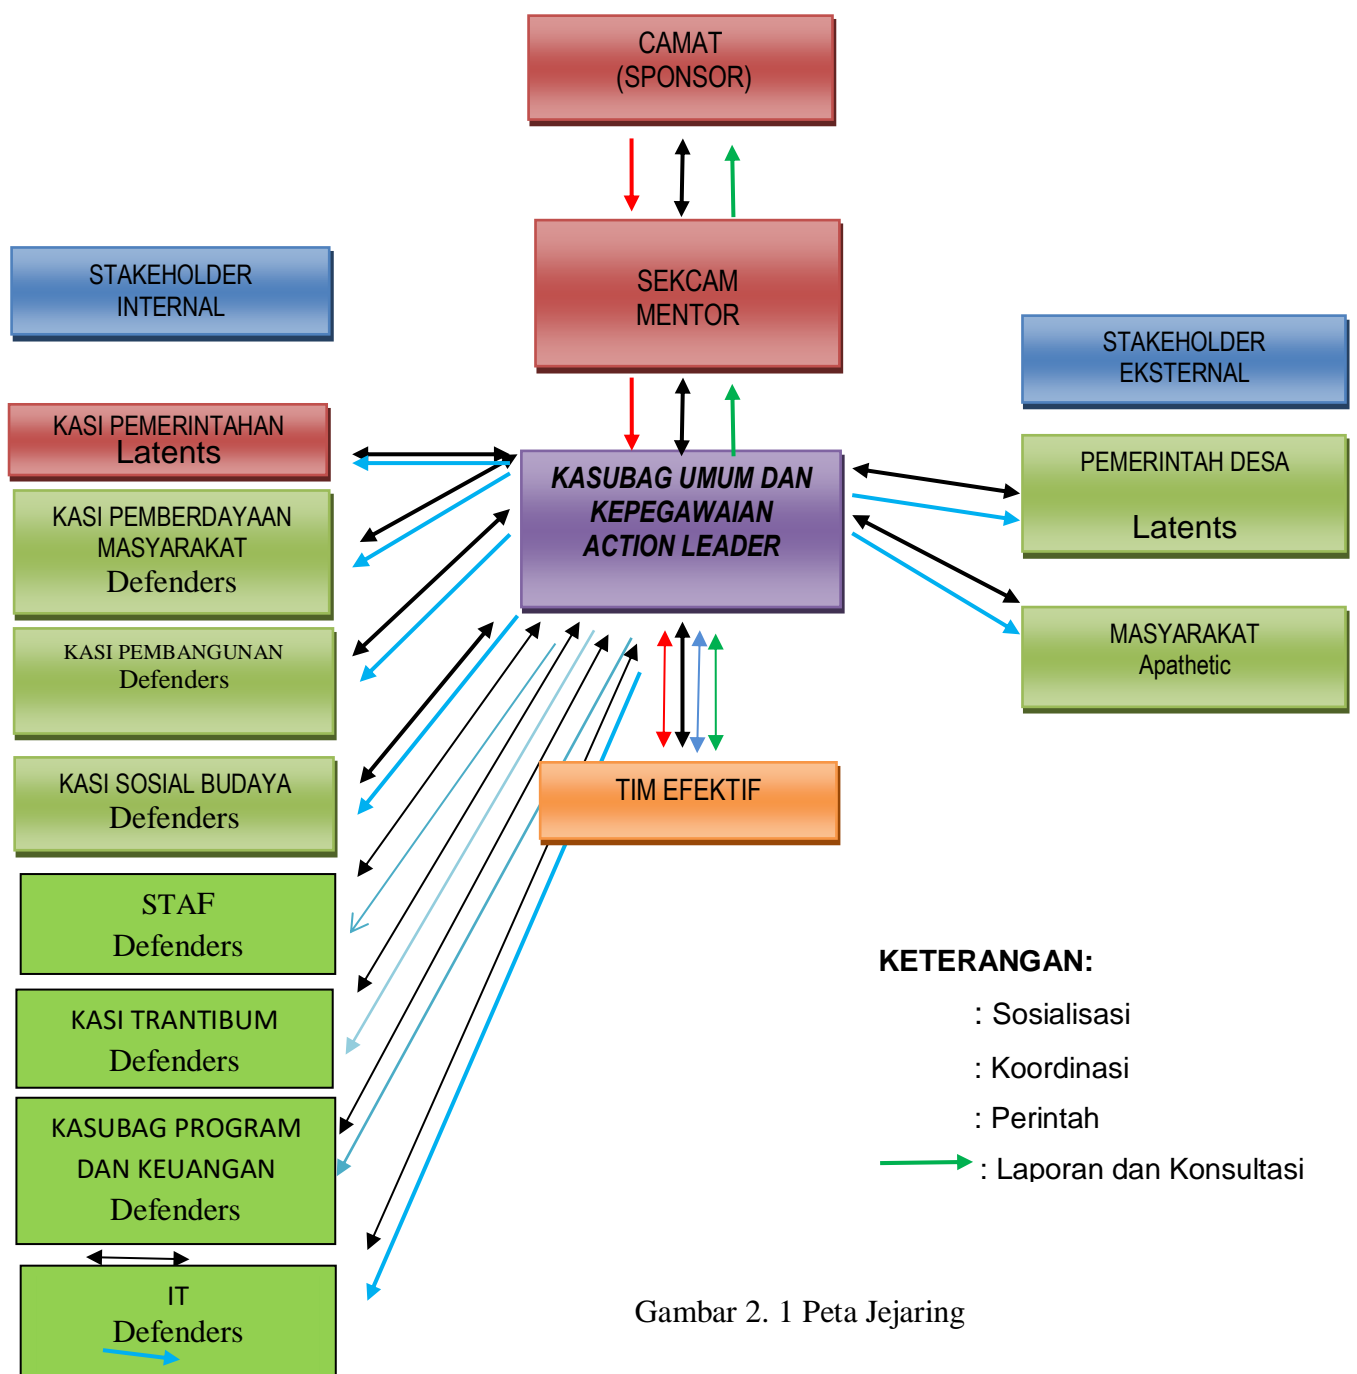 CAMAT
(SPONSOR)
SEKCAM
MENTOR
STAKEHOLDER
INTERNAL
STAKEHOLDER
EKSTERNAL
KASI PEMERINTAHAN
Latents
KASI PEMBERDAYAAN
MASYARAKAT
Defenders
KASI PEMBANGUNAN
Defenders
KASI SOSIAL BUDAYA
Defenders
STAF
Defenders
KASI TRANTIBUM
Defenders
KASUBAG PROGRAM
DAN KEUANGAN
Defenders
IT
Defenders
KASUBAG UMUM DAN
KEPEGAWAIAN
ACTION LEADER
TIM EFEKTIF
PEMERINTAH DESA
Latents
MASYARAKAT
Apathetic
KETERANGAN:
: Sosialisasi
: Koordinasi
: Perintah
: Laporan dan Konsultasi
Gambar 2. 1 Peta Jejaring